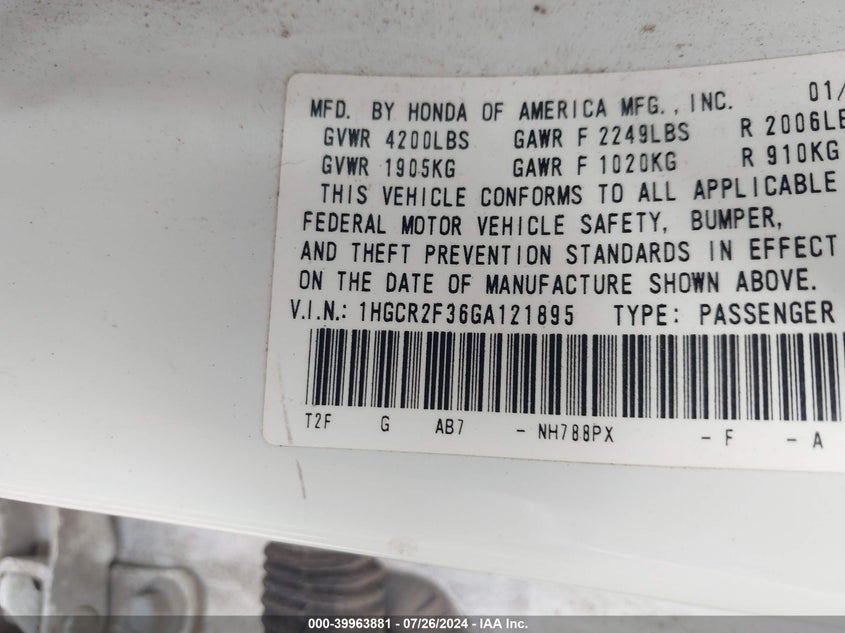 MFD. BY HONDA OF AMERICA MFG., INC. 01/
GVWR 4200LBS GAWR F 2249LBS R 2006LB
GVWR 1905KG GAWR F 1020KG R 910KG
THIS VEHICLE CONFORMS TO ALL APPLICABLE
FEDERAL MOTOR VEHICLE SAFETY, BUMPER,
AND THEFT PREVENTION STANDARDS IN EFFECT
ON THE DATE OF MANUFACTURE SHOWN ABOVE.
V.I.N.: 1HGCR2F36GA121895 TYPE: PASSENGER
T2F G AB7 - NH788PX - F - A
000-39963881 / 07/26/2024 - IAA Inc.